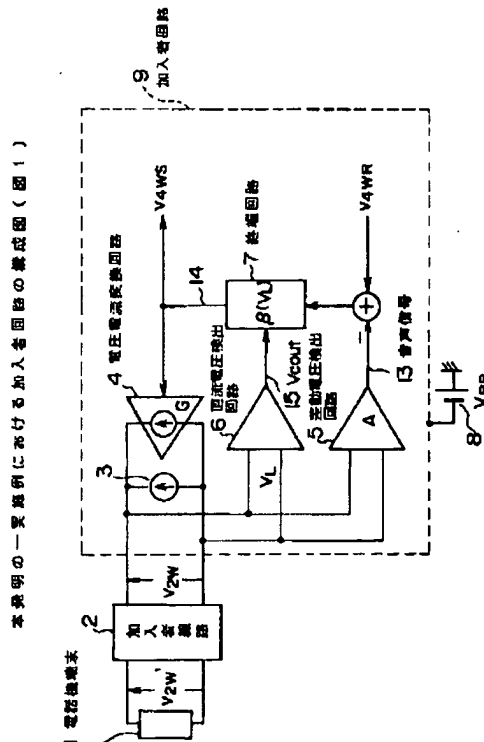 本発明の一実施例における加入者回路の構成図(図1)
9
加入者回路
4 電圧電流変換回路
G
3
V4WS
14
7 終端回路
β(VL)
6 直流電圧検出
回路
15 Vcout
5 差動電圧検出
回路
A
VL
+
−
V4WR
13 音声信号
8
VBB
V2W
2
加入者線路
V2W'
1 電話機端末